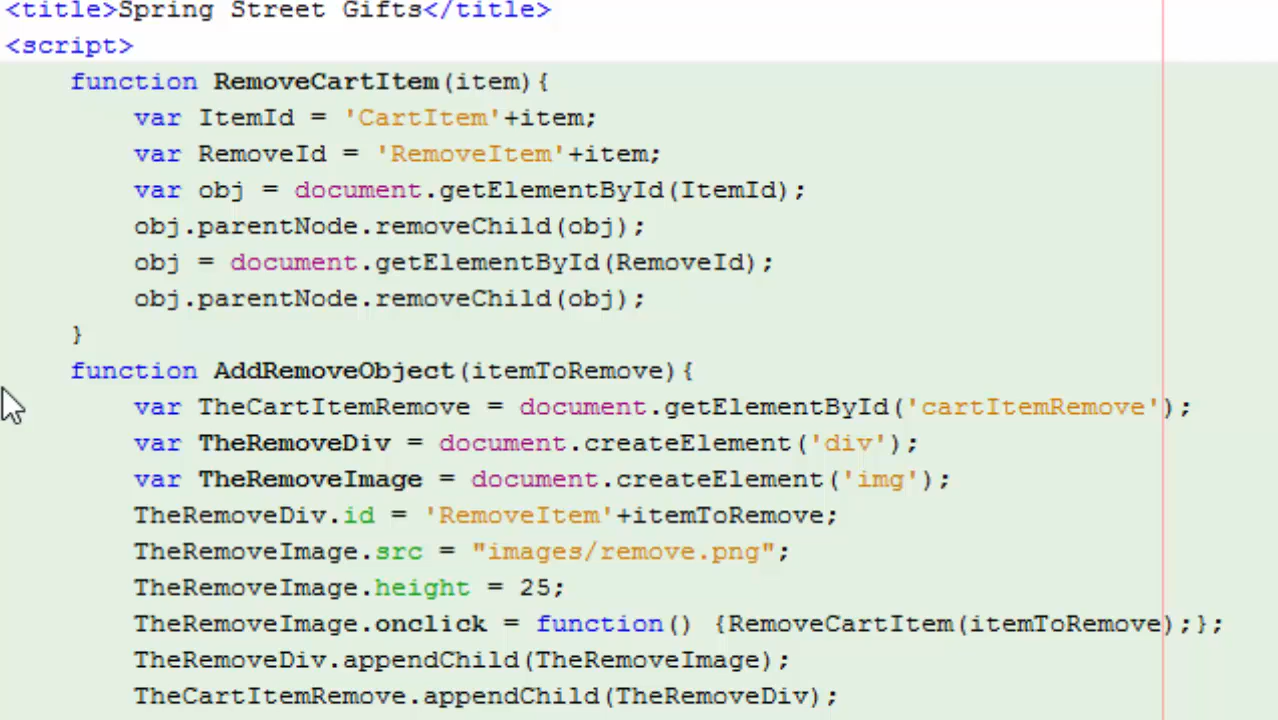 <title>Spring Street Gifts</title>
<script>
function RemoveCartItem(item){
var ItemId = 'CartItem'+item;
var RemoveId = 'RemoveItem'+item;
var obj = document.getElementById(ItemId);
obj.parentNode.removeChild(obj);
obj = document.getElementById(RemoveId);
obj.parentNode.removeChild(obj);
}
function AddRemoveObject(itemToRemove){
var TheCartItemRemove = document.getElementById('cartItemRemove');
var TheRemoveDiv = document.createElement('div');
var TheRemoveImage = document.createElement('img');
TheRemoveDiv.id = 'RemoveItem'+itemToRemove;
TheRemoveImage.src = "images/remove.png";
TheRemoveImage.height = 25;
TheRemoveImage.onclick = function() {RemoveCartItem(itemToRemove);};
TheRemoveDiv.appendChild(TheRemoveImage);
TheCartItemRemove.appendChild(TheRemoveDiv);